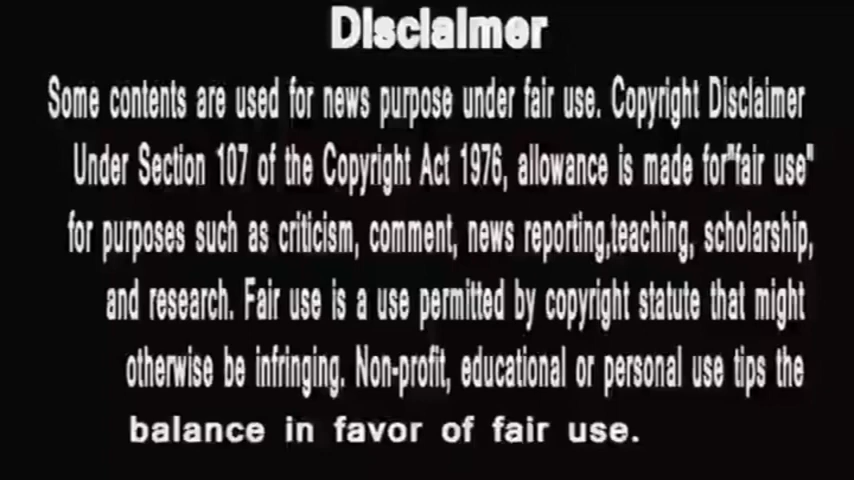 Disclaimer
Some contents are used for news purpose under fair use. Copyright Disclaimer
Under Section 107 of the Copyright Act 1976, allowance is made for"fair use"
for purposes such as criticism, comment, news reporting,teaching, scholarship,
and research. Fair use is a use permitted by copyright statute that might
otherwise be infringing. Non-profit, educational or personal use tips the
balance in favor of fair use.